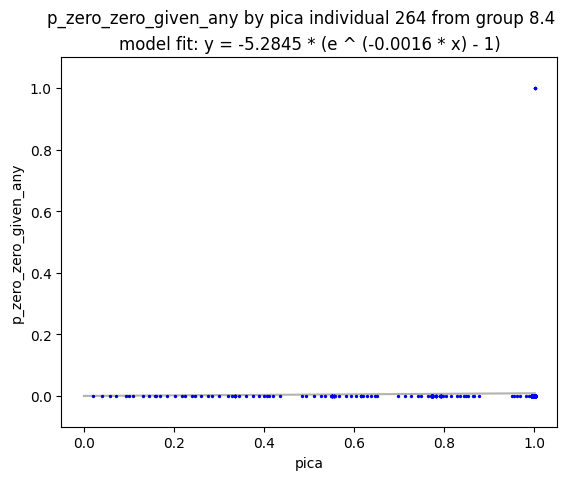 p_zero_zero_given_any by pica individual 264 from group 8.4
model fit: y = -5.2845 * (e ^ (-0.0016 * x) - 1)
1.0
0.8
0.6
0.4
0.2
0.0
p_zero_zero_given_any
0.0 0.2 0.4 0.6 0.8 1.0
pica